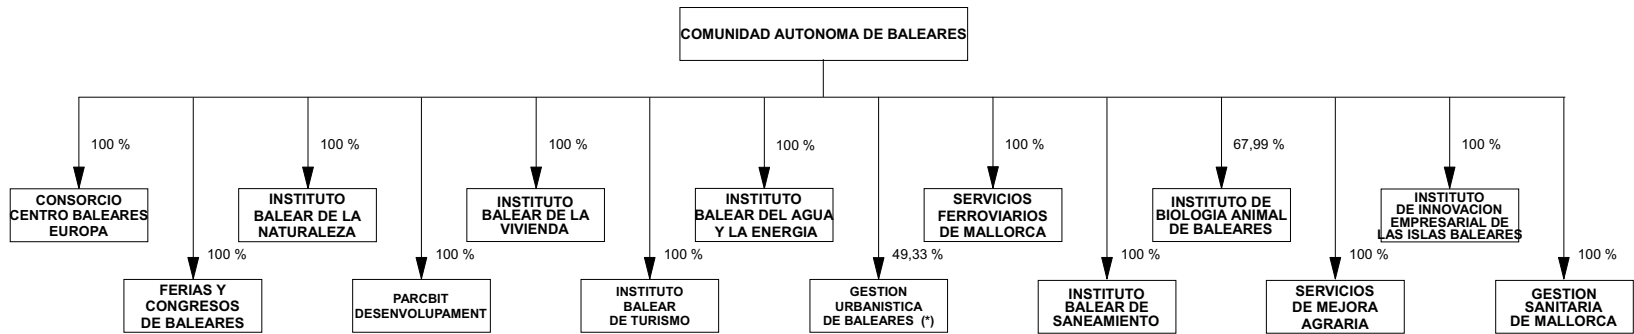 COMUNIDAD AUTONOMA DE BALEARES
100 %
100 %
100 %
100 %
100 %
67,99 %
100 %
CONSORCIO
CENTRO BALEARES
EUROPA
INSTITUTO
BALEAR DE LA
NATURALEZA
INSTITUTO
BALEAR DE LA
VIVIENDA
INSTITUTO
BALEAR DEL AGUA
Y LA ENERGIA
SERVICIOS
FERROVIARIOS
DE MALLORCA
INSTITUTO DE
BIOLOGIA ANIMAL
DE BALEARES
INSTITUTO
DE INNOVACION
EMPRESARIAL DE
LAS ISLAS BALEARES
100 %
100 %
100 %
49,33 %
100 %
100 %
100 %
FERIAS Y
CONGRESOS
DE BALEARES
PARCBIT
DESENVOLUPAMENT
INSTITUTO
BALEAR
DE TURISMO
GESTION
URBANISTICA
DE BALEARES (*)
INSTITUTO
BALEAR DE
SANEAMIENTO
SERVICIOS
DE MEJORA
AGRARIA
GESTION
SANITARIA
DE MALLORCA